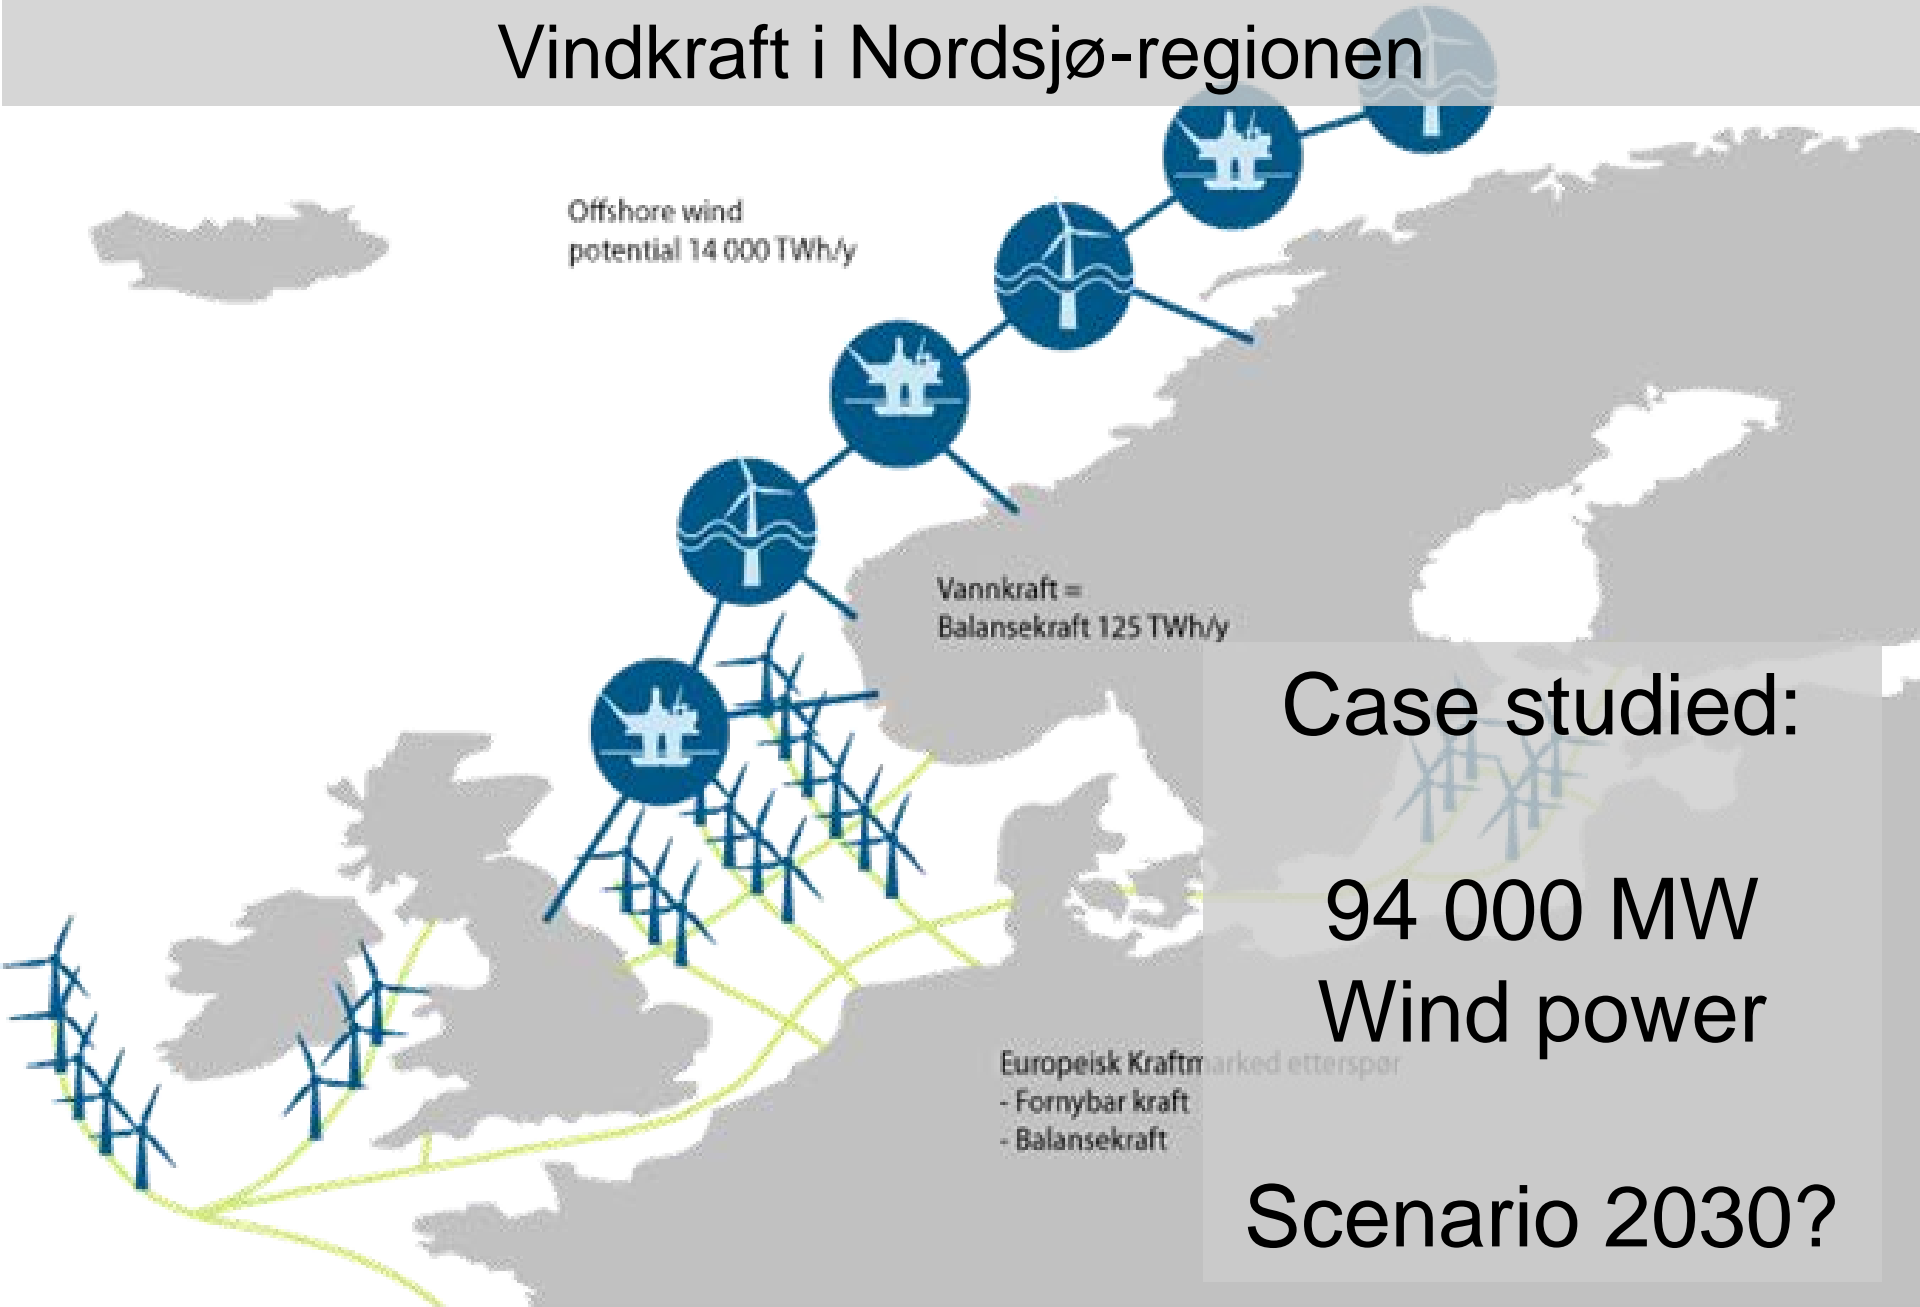 Vindkraft i Nordsjø-regionen
Offshore wind
potential 14 000 TWh/y
Vannkraft =
Balansekraft 125 TWh/y
Case studied:
94 000 MW
Wind power
Scenario 2030?
Europeisk Kraftmarked etterspør
- Fornybar kraft
- Balansekraft